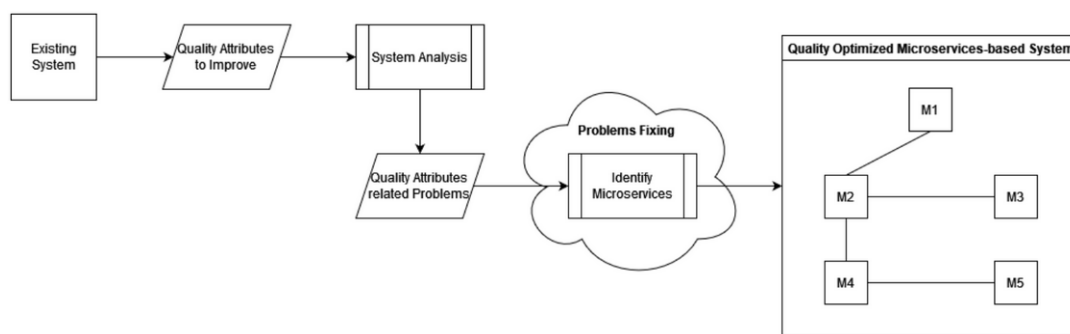 Existing
System
Quality Attributes
to Improve
System Analysis
Quality Attributes
related Problems
Problems Fixing
Identify
Microservices
Quality Optimized Microservices-based System
M1
M2
M3
M4
M5